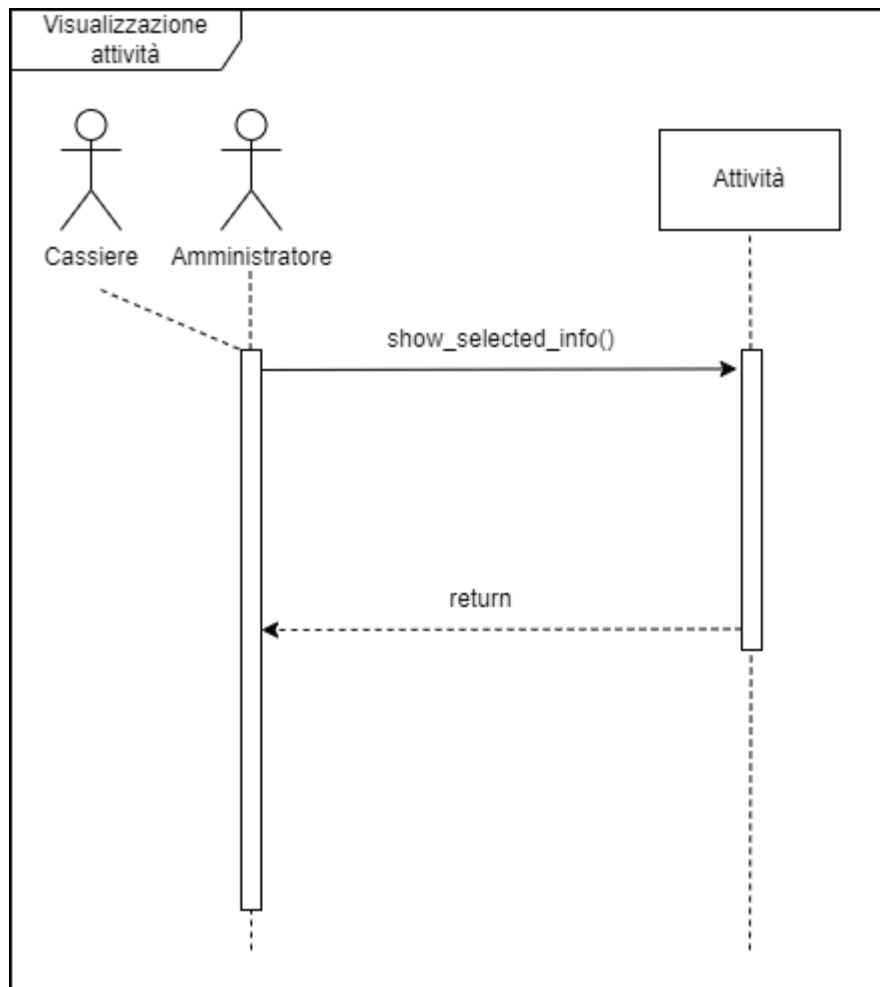 Visualizzazione
attività
Cassiere
Amministratore
Attività
show_selected_info()
return